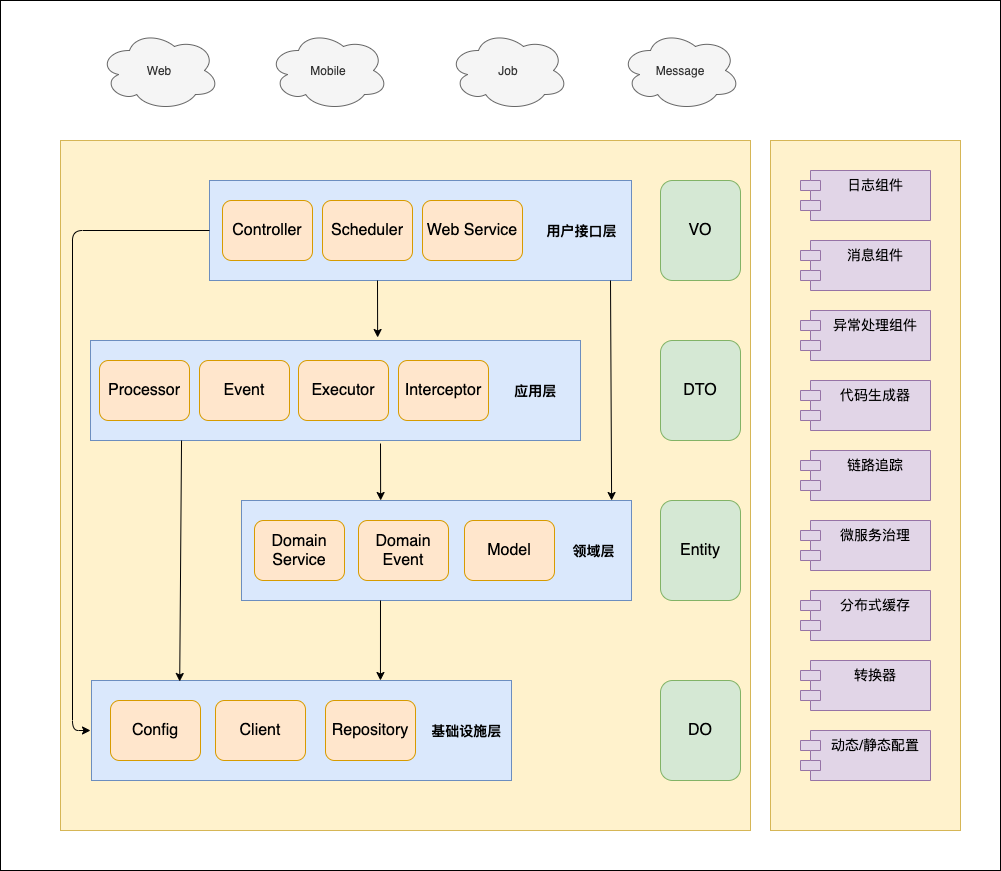 Web
Mobile
Job
Message
Controller
Scheduler
Web Service
用户接口层
VO
Processor
Event
Executor
Interceptor
应用层
DTO
Domain
Service
Domain
Event
Model
领域层
Entity
Config
Client
Repository
基础设施层
DO
日志组件
消息组件
异常处理组件
代码生成器
链路追踪
微服务治理
分布式缓存
转换器
动态/静态配置